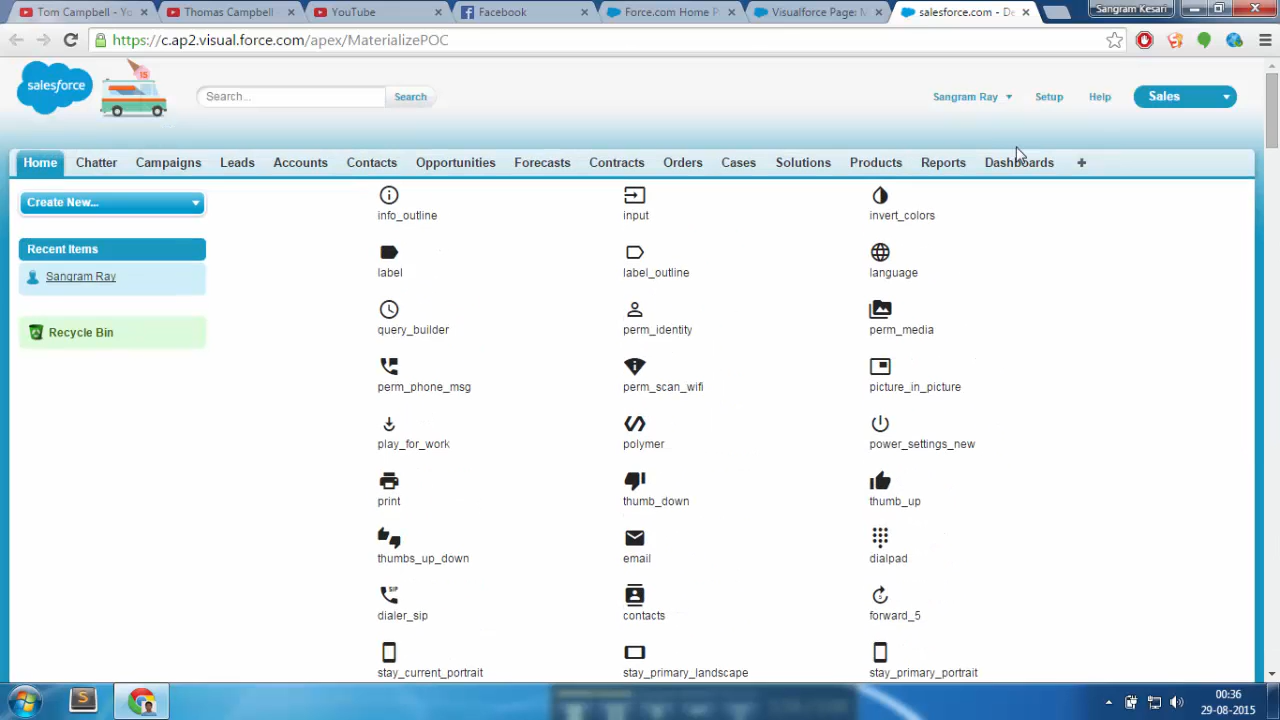 Tom Campbell - Yo
Thomas Campbell
YouTube
Facebook
Force.com Home P
Visualforce Page: M
salesforce.com - De
Sangram Kesari
https://c.ap2.visual.force.com/apex/MaterializePOC
salesforce
15
Search...
Search
Sangram Ray
Setup
Help
Sales
Home
Chatter
Campaigns
Leads
Accounts
Contacts
Opportunities
Forecasts
Contracts
Orders
Cases
Solutions
Products
Reports
Dashboards
Create New...
Recent Items
Sangram Ray
Recycle Bin
info_outline
input
invert_colors
label
label_outline
language
query_builder
perm_identity
perm_media
perm_phone_msg
perm_scan_wifi
picture_in_picture
play_for_work
polymer
power_settings_new
print
thumb_down
thumb_up
thumbs_up_down
email
dialpad
SIP
dialer_sip
contacts
5
forward_5
stay_current_portrait
stay_primary_landscape
stay_primary_portrait
00:36
29-08-2015